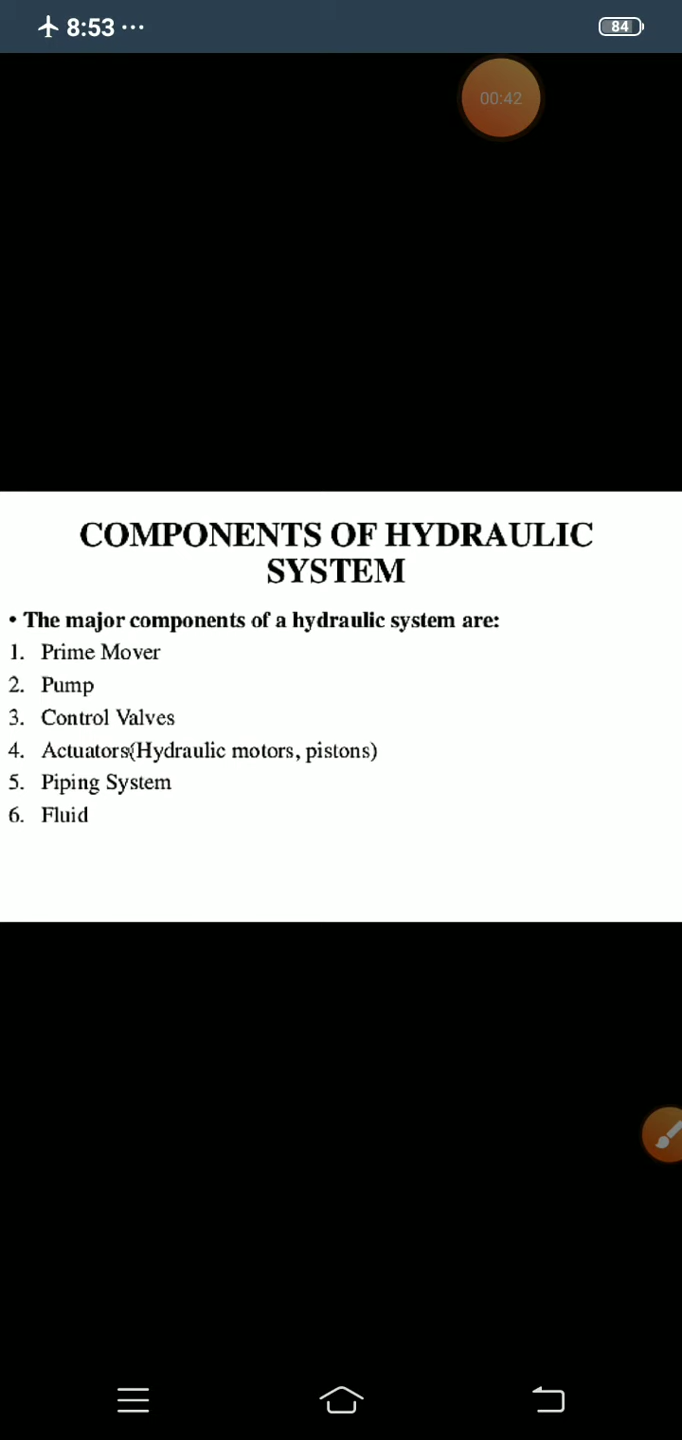 8:53 ...
84
00:42
COMPONENTS OF HYDRAULIC
SYSTEM
• The major components of a hydraulic system are:
1. Prime Mover
2. Pump
3. Control Valves
4. Actuators(Hydraulic motors, pistons)
5. Piping System
6. Fluid